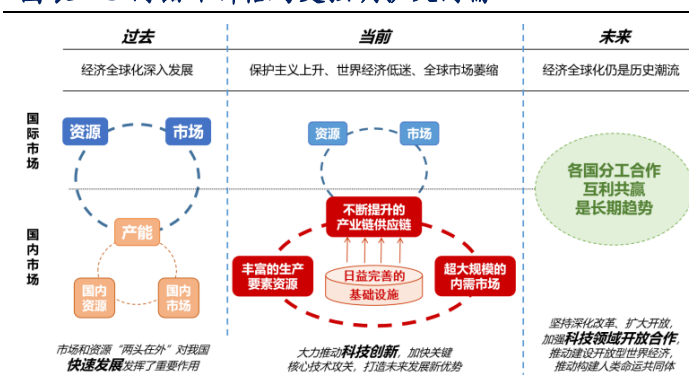 过去
当前
未来
经济全球化深入发展
保护主义上升、世界经济低迷、全球市场萎缩
经济全球化仍是历史潮流
国际市场
资源
市场
资源
市场
各国分工合作
互利共赢
是长期趋势
国内市场
产能
国内
资源
国内
市场
不断提升的
产业链供应链
丰富的生产
要素资源
日益完善的
基础设施
超大规模的
内需市场
市场和资源“两头在外”对我国
快速发展发挥了重要作用
大力推动科技创新，加快关键
核心技术攻关，打造未来发展新优势
坚持深化改革、扩大开放，
加强科技领域开放合作，
推动建设开放型世界经济，
推动构建人类命运共同体